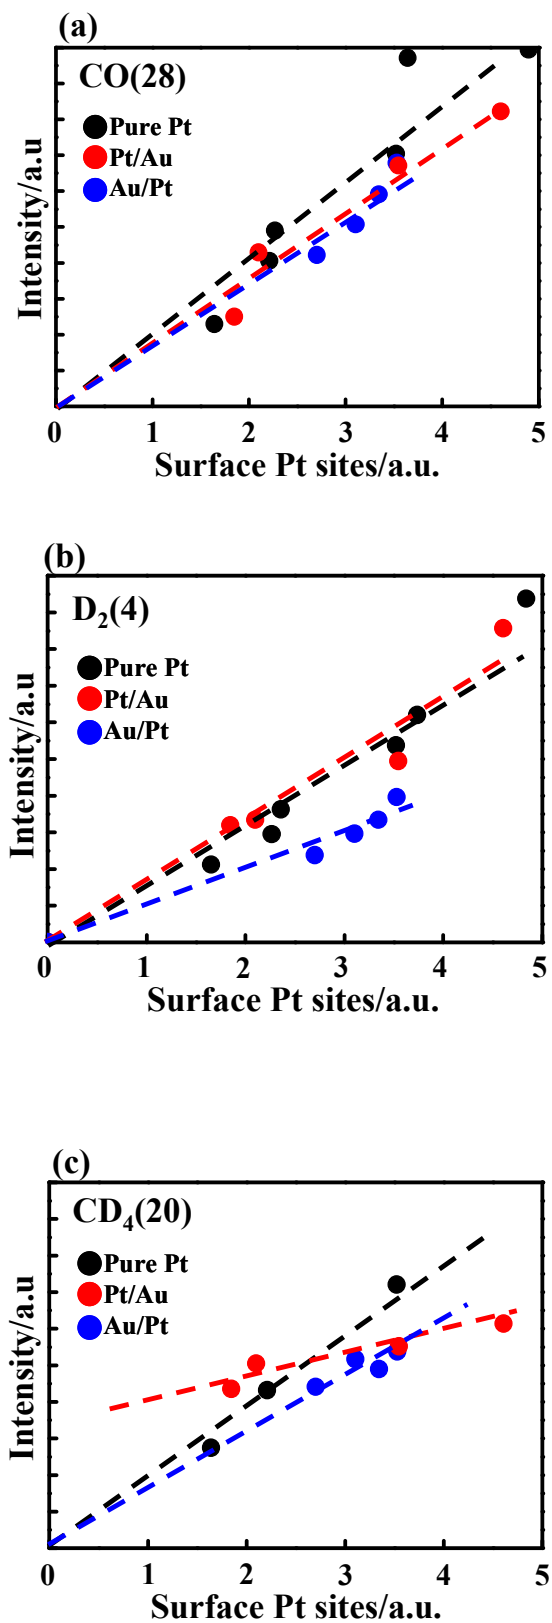 (a)
CO(28)
Pure Pt
Pt/Au
Au/Pt
Intensity/a.u
0 1 2 3 4 5
Surface Pt sites/a.u.
(b)
D₂(4)
Pure Pt
Pt/Au
Au/Pt
Intensity/a.u
0 1 2 3 4 5
Surface Pt sites/a.u.
(c)
CD₄(20)
Pure Pt
Pt/Au
Au/Pt
Intensity/a.u
0 1 2 3 4 5
Surface Pt sites/a.u.